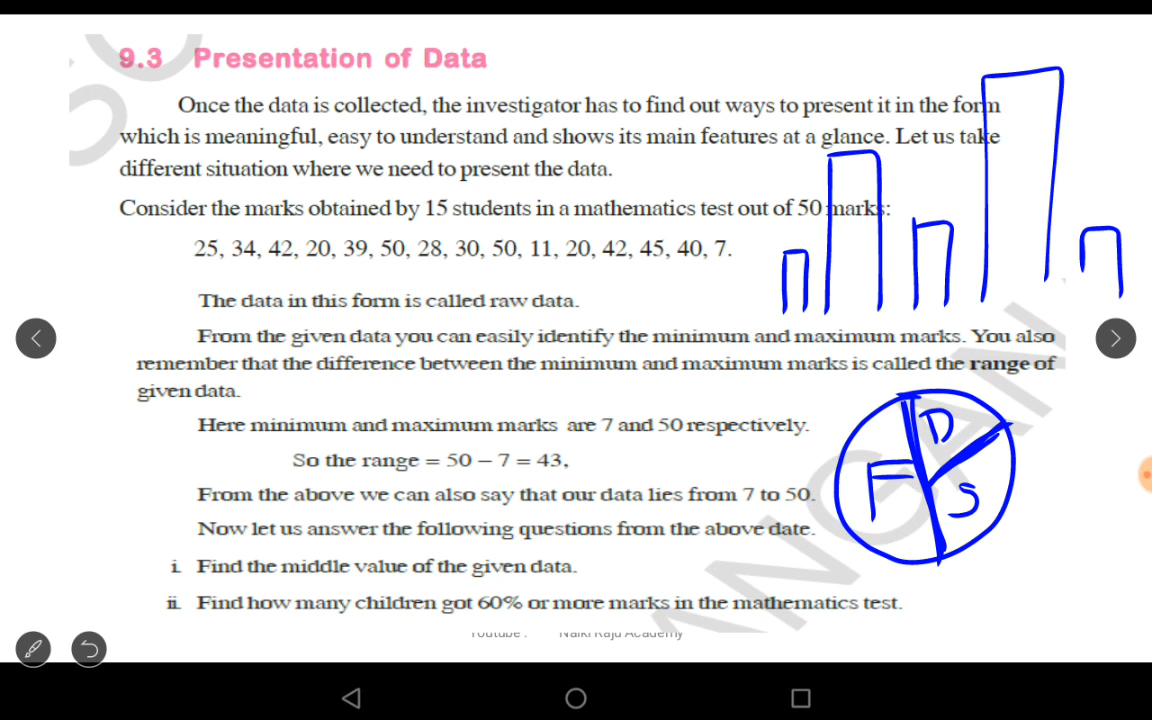 9.3 Presentation of Data
Once the data is collected, the investigator has to find out ways to present it in the form
which is meaningful, easy to understand and shows its main features at a glance. Let us take
different situation where we need to present the data.
Consider the marks obtained by 15 students in a mathematics test out of 50 marks:
25, 34, 42, 20, 39, 50, 28, 30, 50, 11, 20, 42, 45, 40, 7.
The data in this form is called raw data.
From the given data you can easily identify the minimum and maximum marks. You also
remember that the difference between the minimum and maximum marks is called the range of
given data.
Here minimum and maximum marks are 7 and 50 respectively.
So the range = 50 – 7 = 43,
From the above we can also say that our data lies from 7 to 50.
Now let us answer the following questions from the above date.
i. Find the middle value of the given data.
ii. Find how many children got 60% or more marks in the mathematics test.
D
F
S
Youtube : Naiki Raju Academy